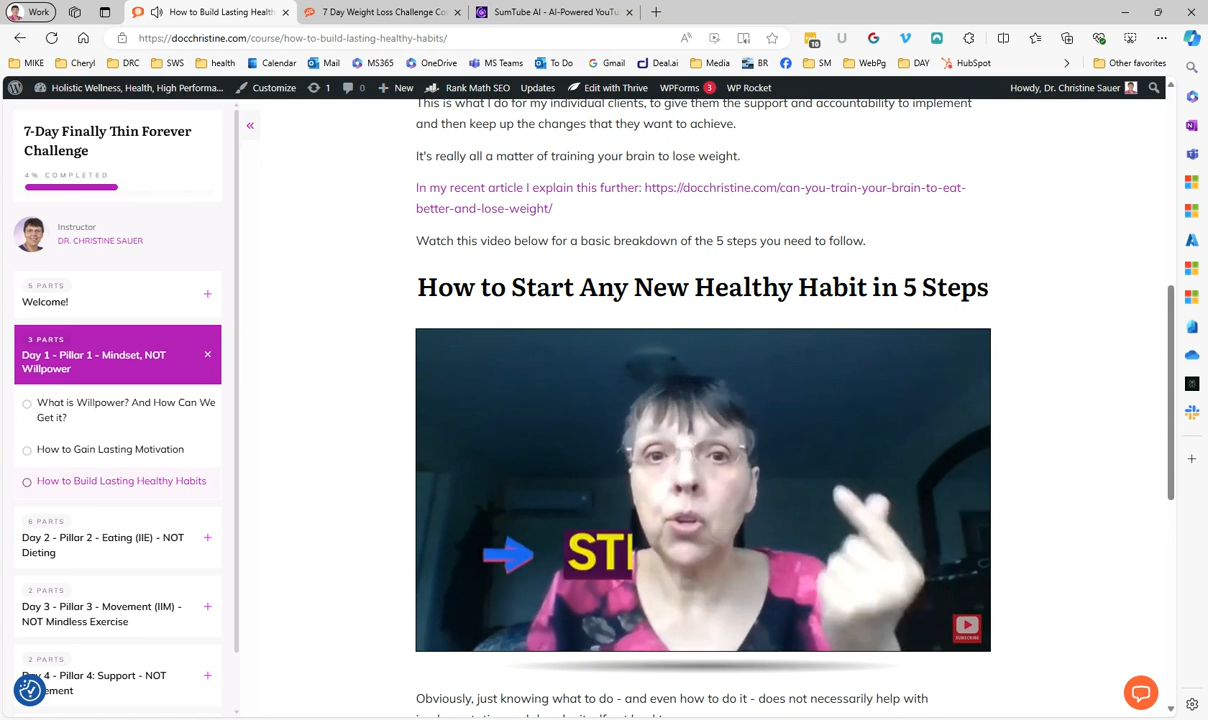 Work
How to Build Lasting Health
7 Day Weight Loss Challenge Co
SumTube AI - AI-Powered YouTu
https://docchristine.com/course/how-to-build-lasting-healthy-habits/
10
MIKE
Cheryl
DRC
SWS
health
Calendar
Mail
MS365
OneDrive
MS Teams
To Do
Gmail
Deal.ai
Media
BR
SM
WebPg
DAY
HubSpot
Other favorites
Holistic Wellness, Health, High Performa...
Customize
1
0
New
Rank Math SEO
Updates
Edit with Thrive
WPForms 3
WP Rocket
Howdy, Dr. Christine Sauer
7-Day Finally Thin Forever
Challenge
4% COMPLETED
Instructor
DR. CHRISTINE SAUER
5 PARTS
Welcome!
3 PARTS
Day 1 - Pillar 1 - Mindset, NOT
Willpower
What is Willpower? And How Can We
Get it?
How to Gain Lasting Motivation
How to Build Lasting Healthy Habits
6 PARTS
Day 2 - Pillar 2 - Eating (IIE) - NOT
Dieting
2 PARTS
Day 3 - Pillar 3 - Movement (IIM) -
NOT Mindless Exercise
2 PARTS
Day 4 - Pillar 4: Support - NOT
ement
This is what I do for my individual clients, to give them the support and accountability to implement
and then keep up the changes that they want to achieve.
It's really all a matter of training your brain to lose weight.
In my recent article I explain this further: https://docchristine.com/can-you-train-your-brain-to-eat-
better-and-lose-weight/
Watch this video below for a basic breakdown of the 5 steps you need to follow.
How to Start Any New Healthy Habit in 5 Steps
ST
SUBSCRIBE
Obviously, just knowing what to do - and even how to do it - does not necessarily help with